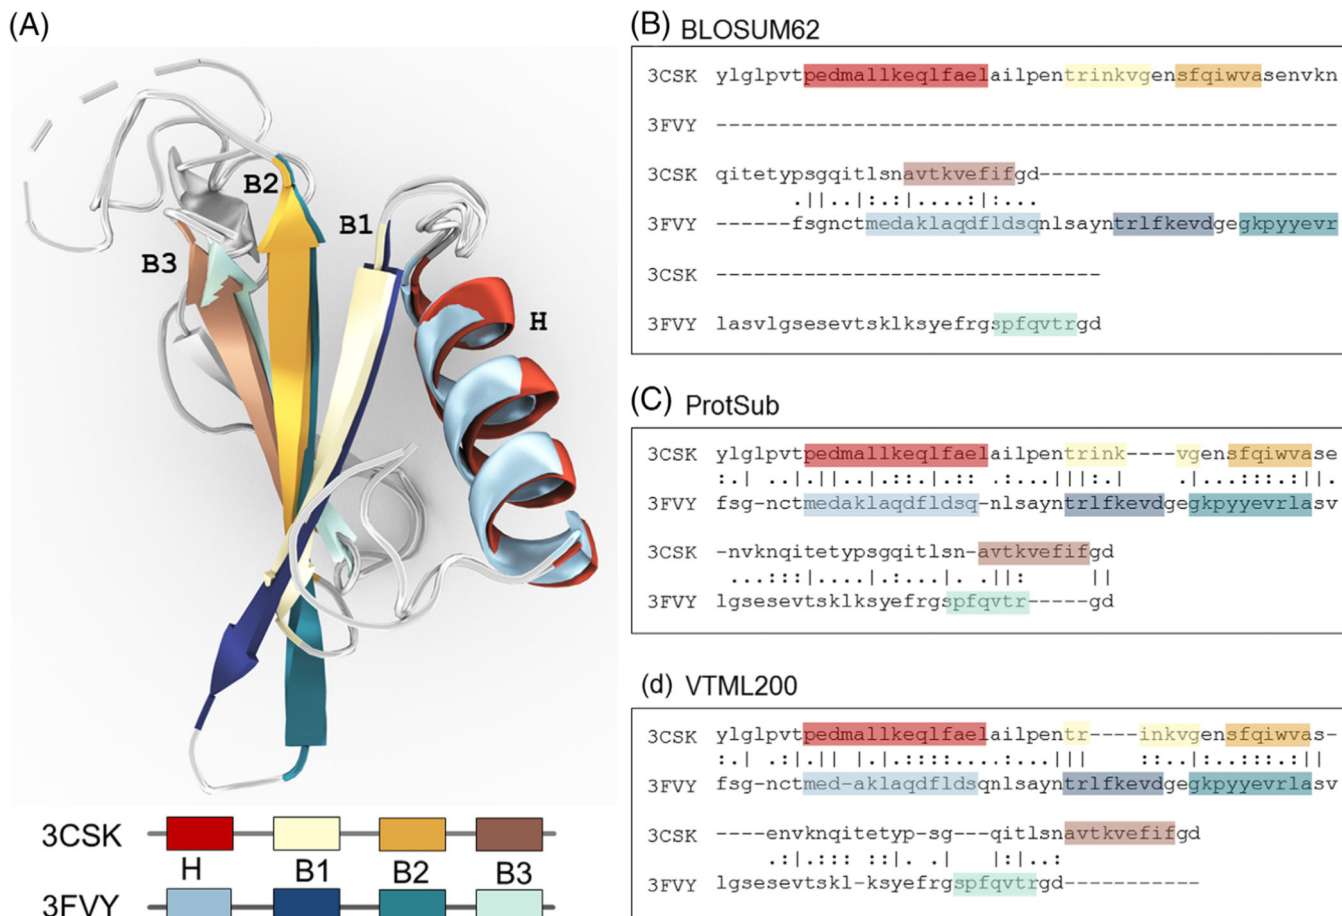 (A)
B2
B1
B3
H
3CSK
H B1 B2 B3
3FVY
(B) BLOSUM62
3CSK ylglpvtpedmallkeqlfaelailpentrinkvgensfqiwvasenvkn
3FVY --------------------------------------------------
3CSK qitetypsgqitlsnavtkvefifgd------------------------
.||..|:.:|....:|:...
3FVY ------fsgnctmedaklaqdfldsqnlsayntrlfkevdgegkpyyevr
3CSK -------------------------------
3FVY lasvlgsesevtsklksyefrgspfqvtrgd
(C) ProtSub
3CSK ylglpvtpedmallkeqlfaelailpentrink----vgensfqiwvase
:.|  ..|.||..|.::|:.:|.. .:...:.|||:.|    .|...:::.:||.
3FVY fsg-nctmedaklaqdfldsq-nlsayntrlfkevdgegkpyyevrlasv
3CSK -nvknqitetypsgqitlsn-avtkvefifgd
...:::|....|.:...|. .||:     ||
3FVY lgsesevtsklksyefrgspfqvtr-----gd
(d) VTML200
3CSK ylglpvtpedmallkeqlfaelailpentr----inkvgensfqiwvas-
:.| .:|.|| |.|..::::....:...|||    ::..|:..:::.:||
3FVY fsg-nctmed-aklaqdfldsqnlsayntrlfkevdgegkpyyevrlasv
3CSK ----envknqitetyp-sg---qitlsnavtkvefifgd
.:|.::: ::|. .|   |:|..:
3FVY lgsesevtskl-ksyefrgspfqvtrgd-----------